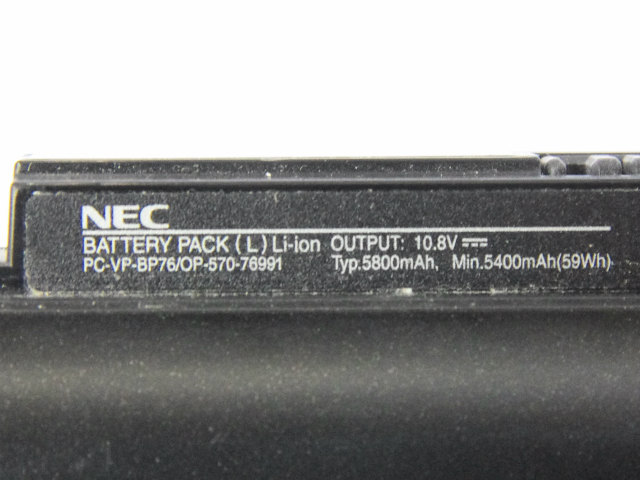 NEC
BATTERY PACK ( L ) Li-ion OUTPUT: 10.8V⎓
PC-VP-BP76/OP-570-76991 Typ.5800mAh, Min.5400mAh(59Wh)